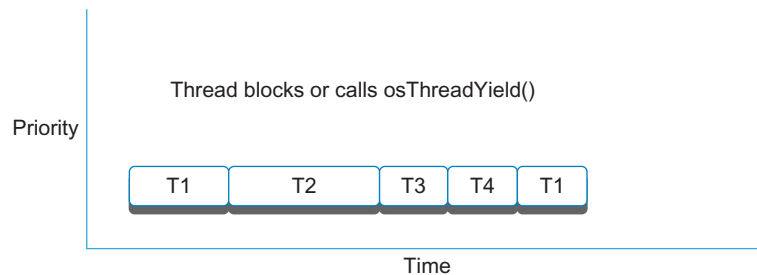 Thread blocks or calls osThreadYield()
Priority
T1 T2 T3 T4 T1
Time